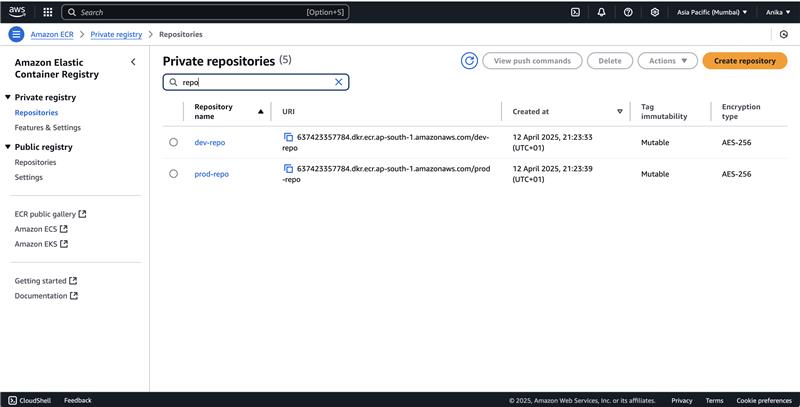 aws
Search [Option+S]
Asia Pacific (Mumbai)
Anika
Amazon ECR > Private registry > Repositories
Amazon Elastic
Container Registry
Private registry
Repositories
Features & Settings
Public registry
Repositories
Settings
ECR public gallery
Amazon ECS
Amazon EKS
Getting started
Documentation
Private repositories (5)
View push commands
Delete
Actions
Create repository
repo
Repository
name
URI
Created at
Tag
immutability
Encryption
type
dev-repo
637423357784.dkr.ecr.ap-south-1.amazonaws.com/dev-
repo
12 April 2025, 21:23:33
(UTC+01)
Mutable
AES-256
prod-repo
637423357784.dkr.ecr.ap-south-1.amazonaws.com/prod
-repo
12 April 2025, 21:23:39
(UTC+01)
Mutable
AES-256
CloudShell
Feedback
© 2025, Amazon Web Services, Inc. or its affiliates.
Privacy
Terms
Cookie preferences